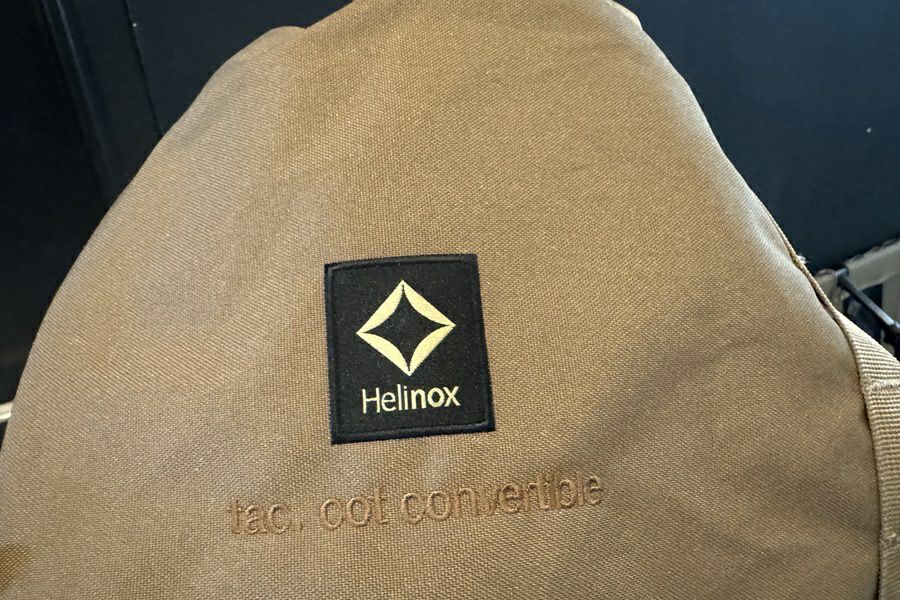 Helinox
tac. cot convertible